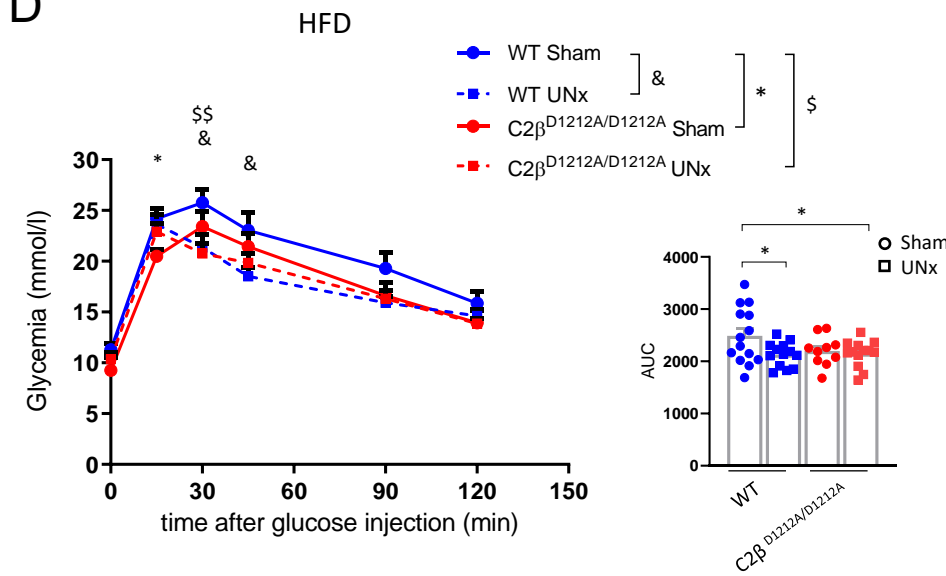 D
HFD
WT Sham
&
WT UNx
*
$
C2β D1212A/D1212A Sham
C2β D1212A/D1212A UNx
$$
&
*
&
30
25
20
15
10
5
0
Glycemia (mmol/l)
0 30 60 90 120 150
time after glucose injection (min)
*
*
Sham
UNx
4000
3000
2000
1000
0
AUC
WT
C2β D1212A/D1212A